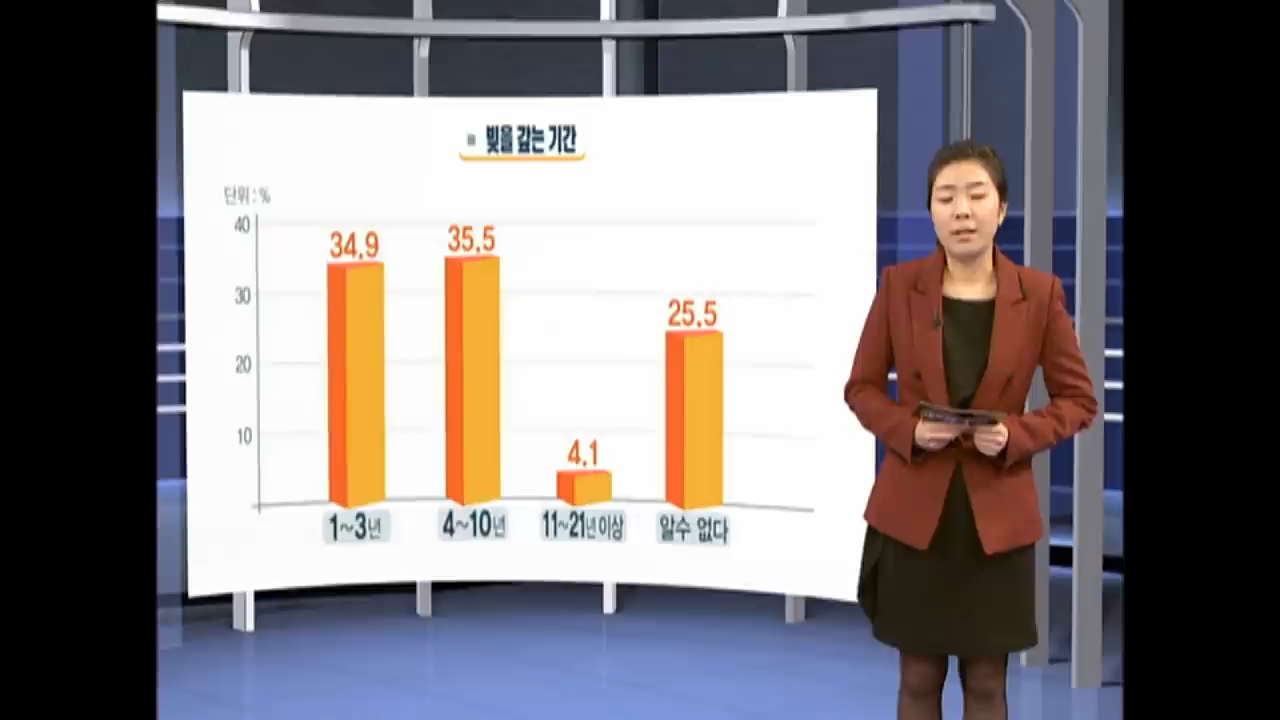 빚을 갚는 기간
단위 : %
40
30
20
10
34.9
35.5
4.1
25.5
1~3년
4~10년
11~21년 이상
알수 없다